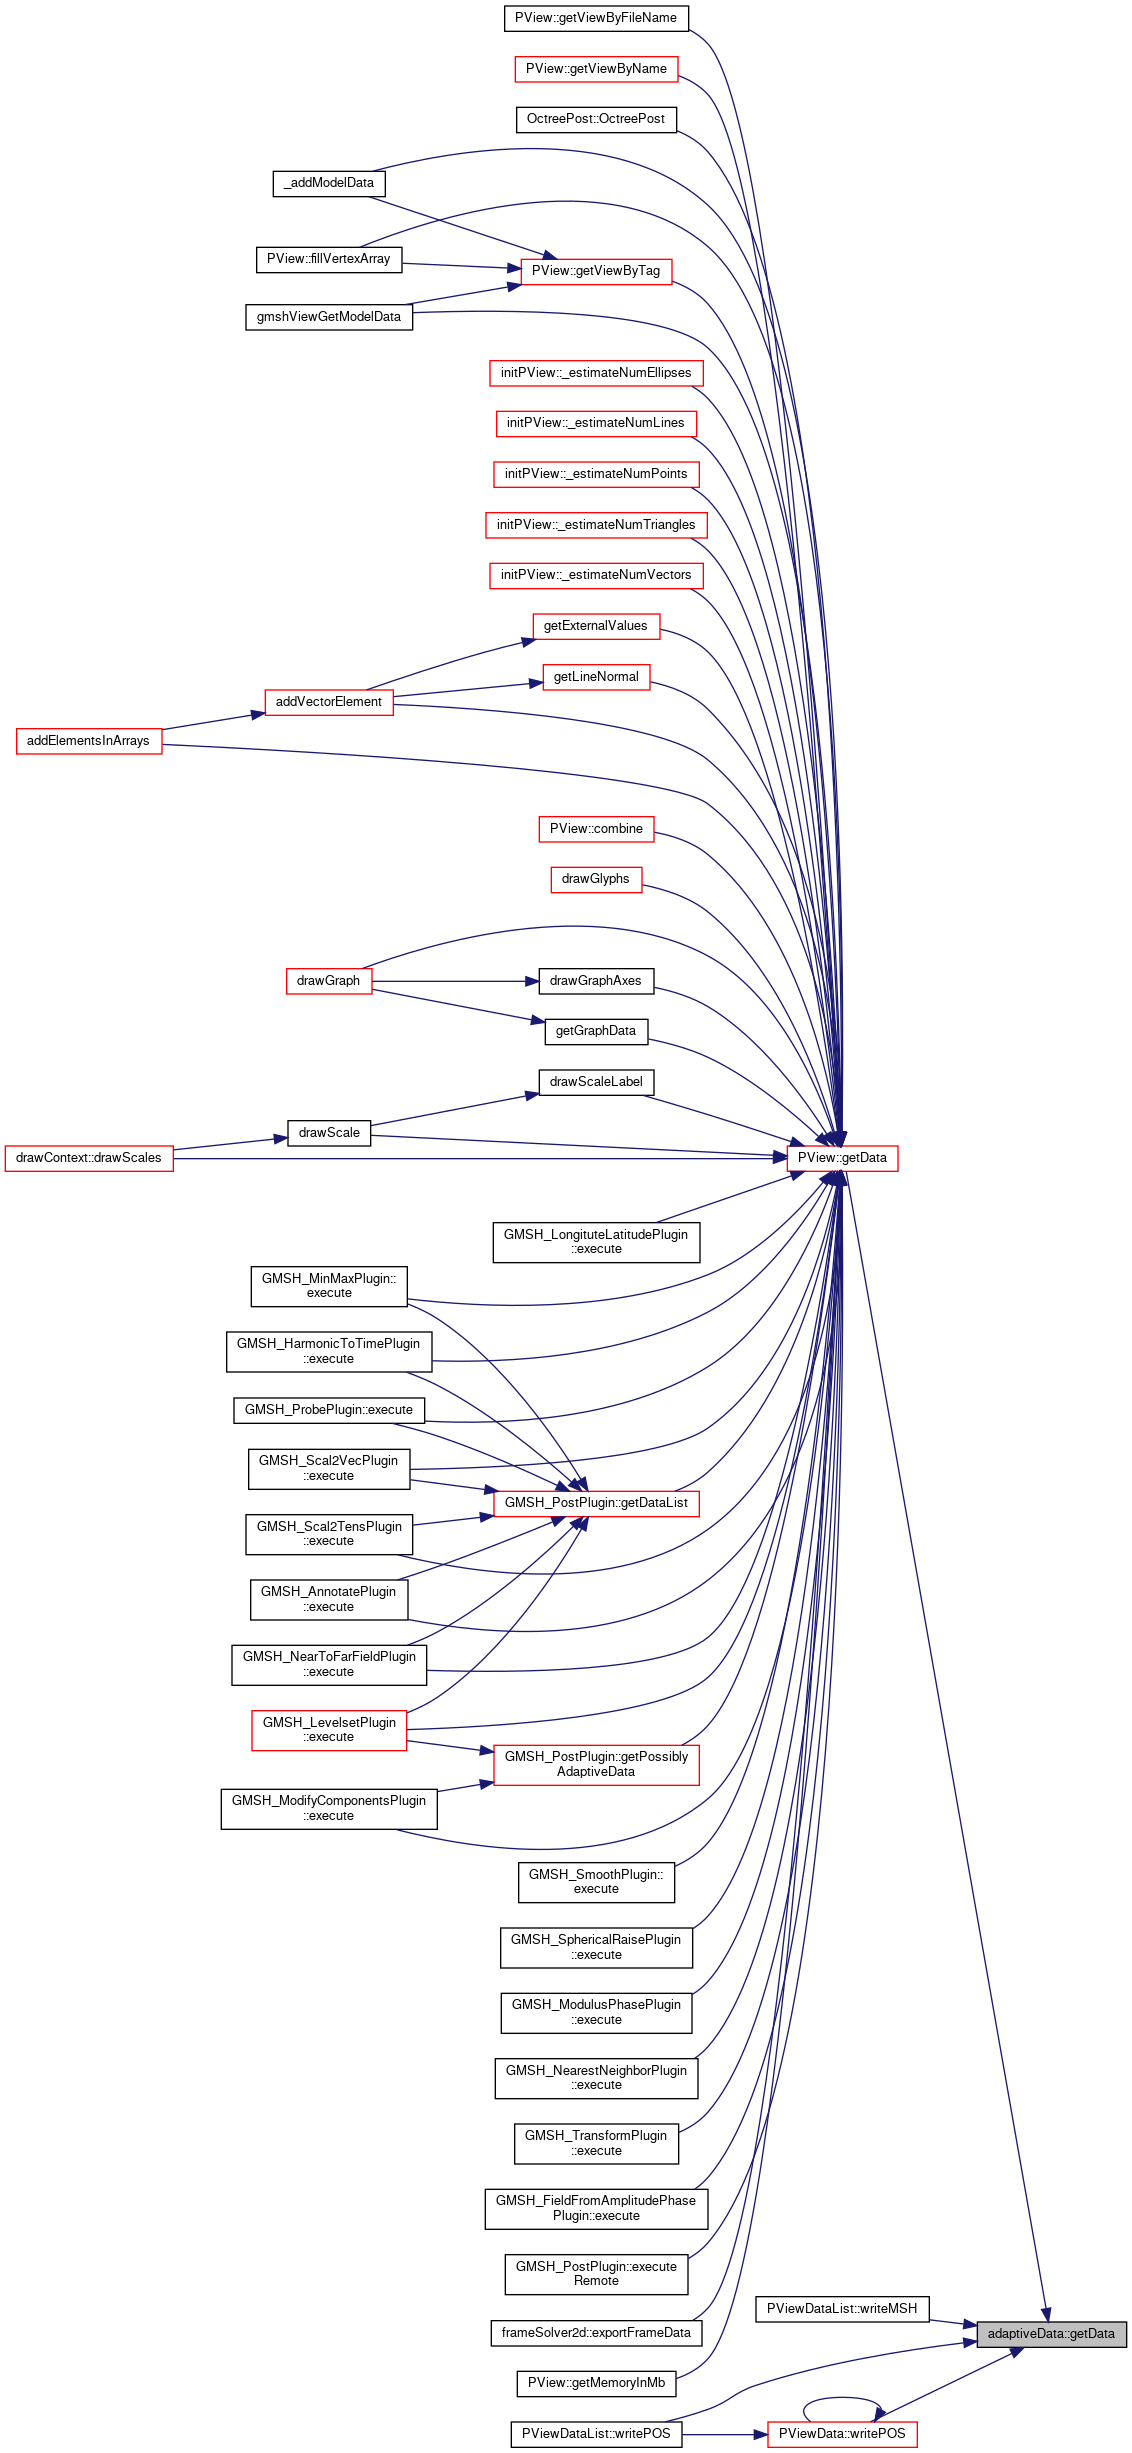 PView::getViewByFileName
PView::getViewByName
OctreePost::OctreePost
_addModelData
PView::fillVertexArray
PView::getViewByTag
gmshViewGetModelData
initPView::_estimateNumEllipses
initPView::_estimateNumLines
initPView::_estimateNumPoints
initPView::_estimateNumTriangles
initPView::_estimateNumVectors
getExternalValues
getLineNormal
addVectorElement
addElementsInArrays
PView::combine
drawGlyphs
drawGraph
drawGraphAxes
getGraphData
drawScaleLabel
drawScale
drawContext::drawScales
PView::getData
GMSH_LongituteLatitudePlugin
::execute
GMSH_MinMaxPlugin::
execute
GMSH_HarmonicToTimePlugin
::execute
GMSH_ProbePlugin::execute
GMSH_Scal2VecPlugin
::execute
GMSH_PostPlugin::getDataList
GMSH_Scal2TensPlugin
::execute
GMSH_AnnotatePlugin
::execute
GMSH_NearToFarFieldPlugin
::execute
GMSH_LevelsetPlugin
::execute
GMSH_PostPlugin::getPossibly
AdaptiveData
GMSH_ModifyComponentsPlugin
::execute
GMSH_SmoothPlugin::
execute
GMSH_SphericalRaisePlugin
::execute
GMSH_ModulusPhasePlugin
::execute
GMSH_NearestNeighborPlugin
::execute
GMSH_TransformPlugin
::execute
GMSH_FieldFromAmplitudePhase
Plugin::execute
GMSH_PostPlugin::execute
Remote
PViewDataList::writeMSH
frameSolver2d::exportFrameData
adaptiveData::getData
PView::getMemoryInMb
PViewDataList::writePOS
PViewData::writePOS